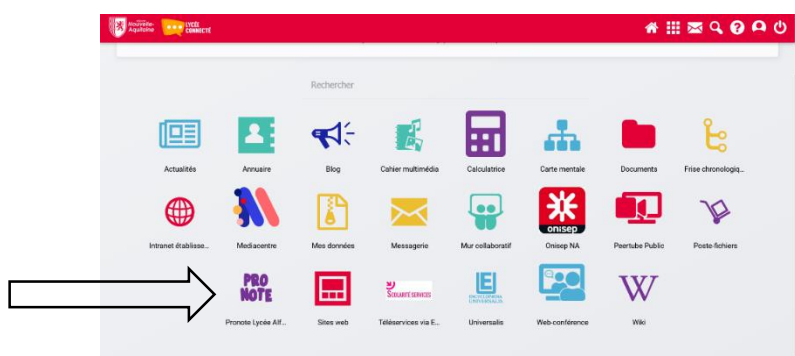 Nouvelle-
Aquitaine
LYCÉE
CONNECTÉ
Rechercher
Actualités Annuaire Blog Cahier multimédia Calculatrice Carte mentale Documents Frise chronologiq...
onisep
Intranet établisse... Mediacentre Mes données Messagerie Mur collaboratif Onisep NA Peertube Public Poste-fichiers
PRO
NOTE
SCOLARITÉ SERVICES
ENCYCLOPÆDIA
UNIVERSALIS
W
Pronote Lycée Alf... Sites web Téléservices via E... Universalis Web-conférence Wiki